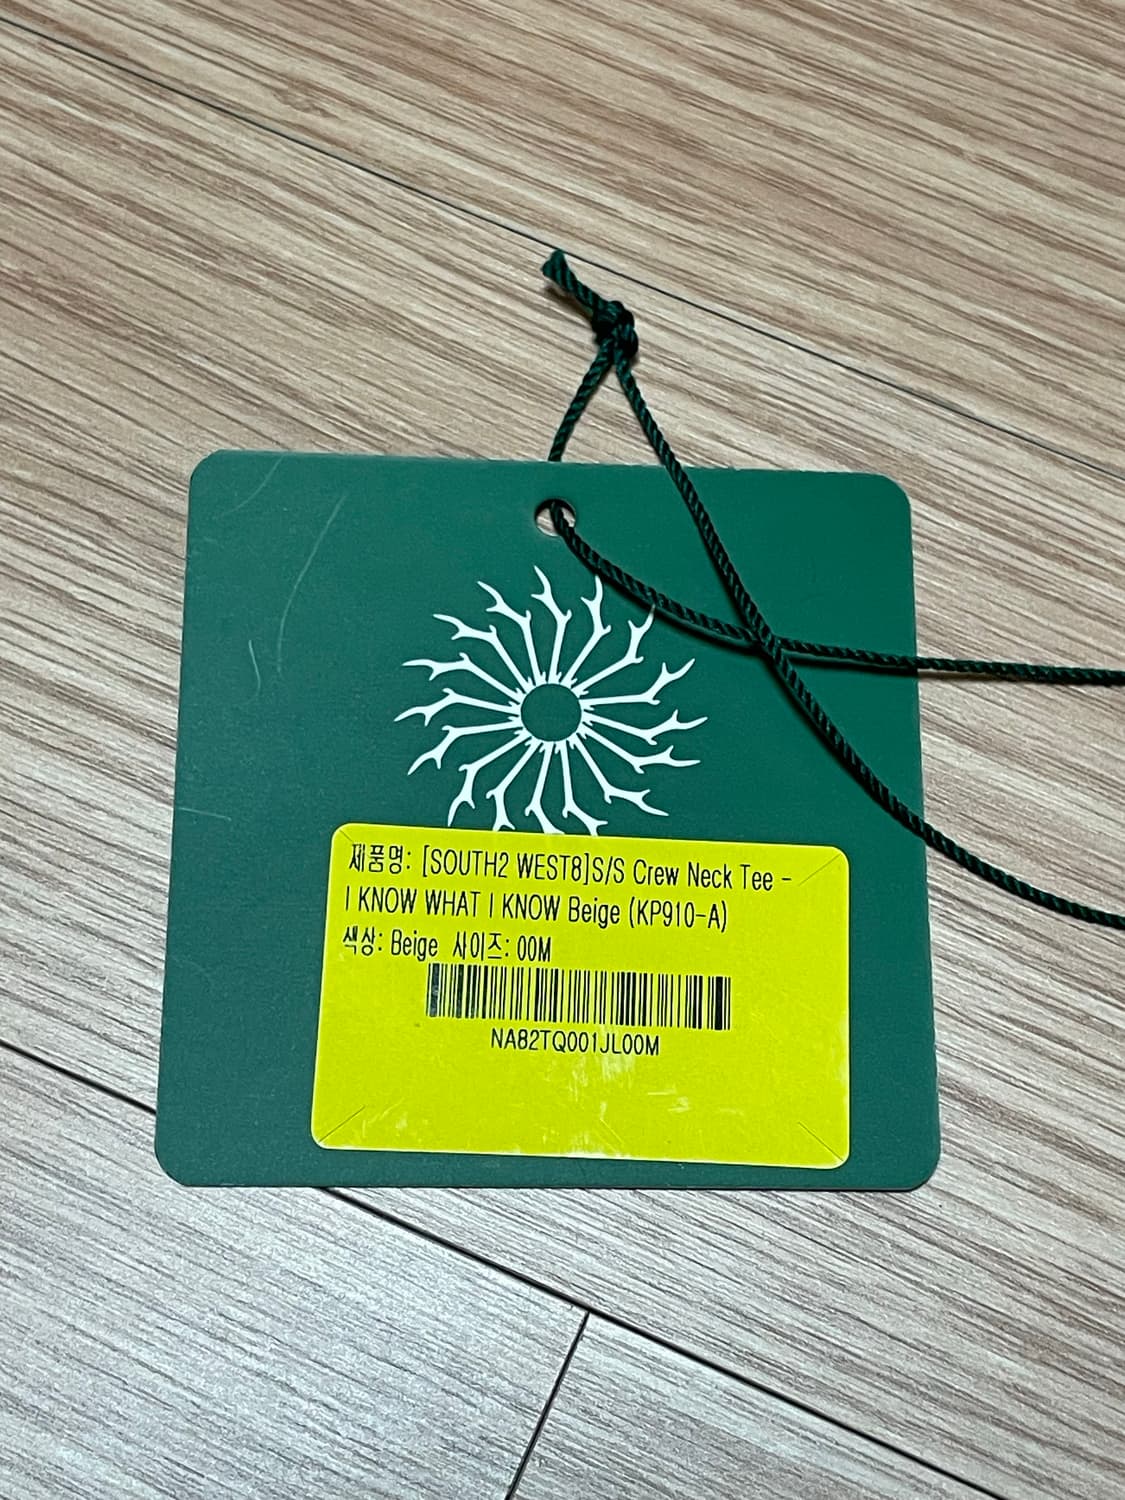 제품명: [SOUTH2 WEST8]S/S Crew Neck Tee -
I KNOW WHAT I KNOW Beige (KP910-A)
색상: Beige 사이즈: 00M
NA82TQ001JL00M